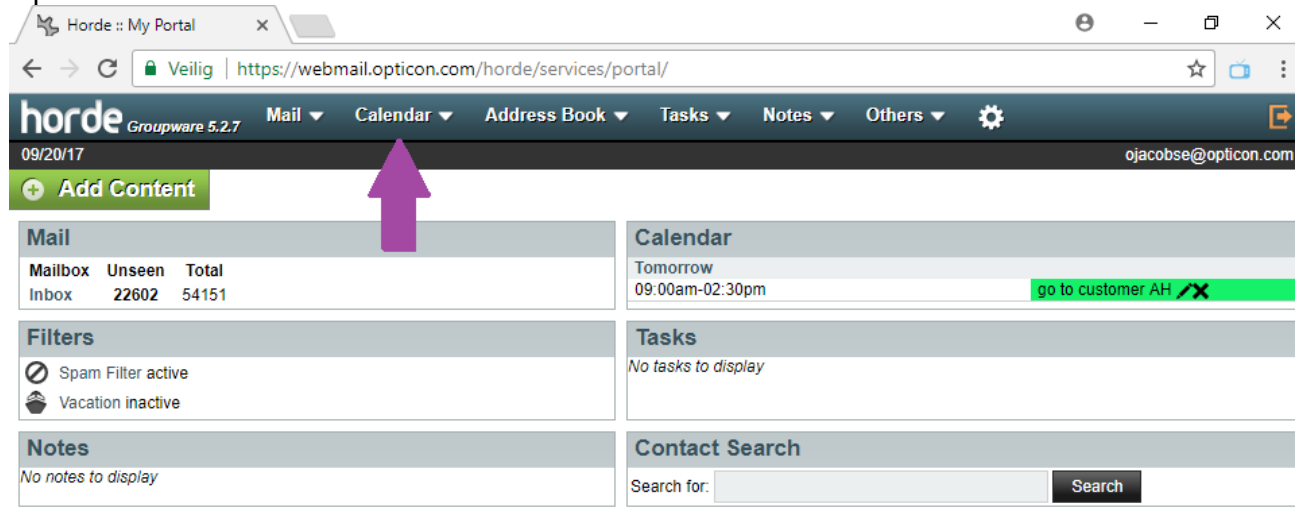 Horde :: My Portal
Veilig | https://webmail.opticon.com/horde/services/portal/
horde Groupware 5.2.7 Mail Calendar Address Book Tasks Notes Others
09/20/17 ojacobse@opticon.com
Add Content
Mail
Mailbox Unseen Total
Inbox 22602 54151
Calendar
Tomorrow
09:00am-02:30pm go to customer AH
Filters
Spam Filter active
Vacation inactive
Tasks
No tasks to display
Notes
No notes to display
Contact Search
Search for: Search